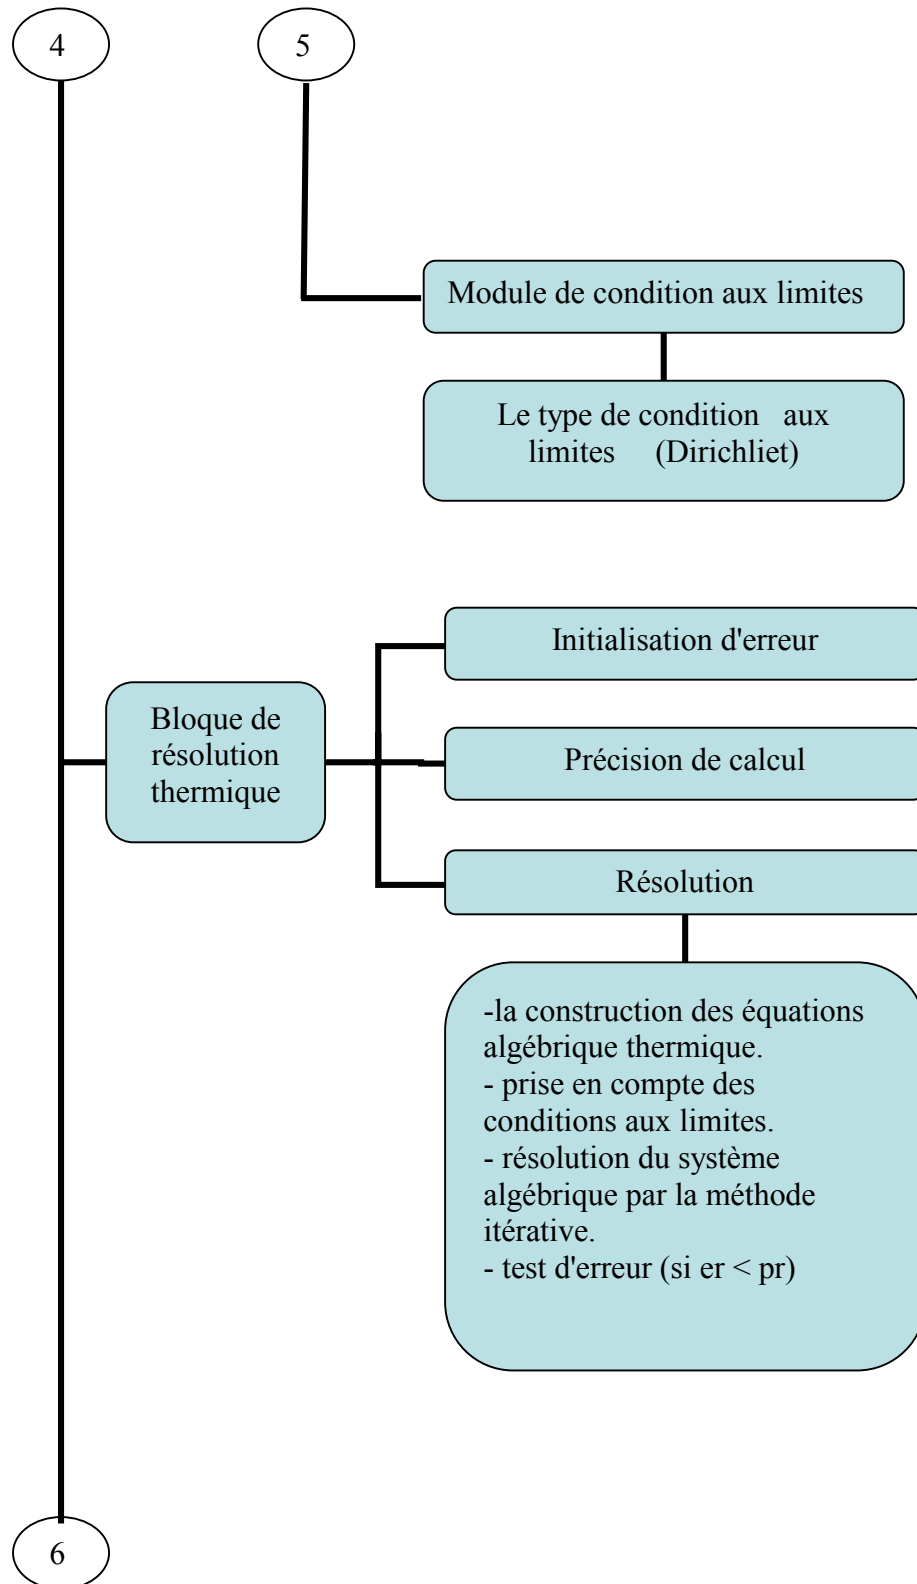 4
5
Module de condition aux limites
Le type de condition aux
limites (Dirichliet)
Initialisation d'erreur
Bloque de
résolution
thermique
Précision de calcul
Résolution
-la construction des équations
algébrique thermique.
- prise en compte des
conditions aux limites.
- résolution du système
algébrique par la méthode
itérative.
- test d'erreur (si er < pr)
6